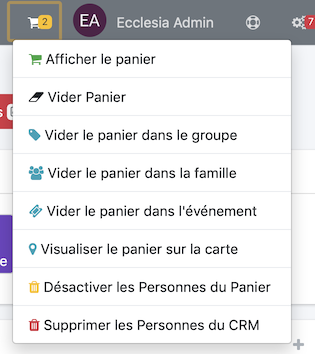 2 EA Ecclesia Admin 7
Afficher le panier
Vider Panier
Vider le panier dans le groupe
Vider le panier dans la famille
Vider le panier dans l'événement
Visualiser le panier sur la carte
Désactiver les Personnes du Panier
Supprimer les Personnes du CRM